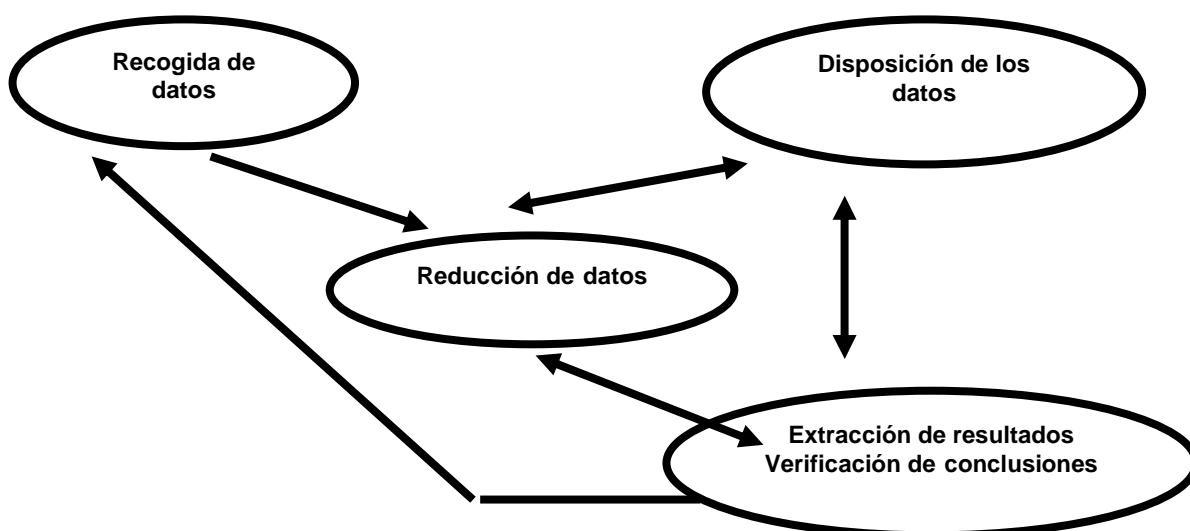 Recogida de
datos
Disposición de los
datos
Reducción de datos
Extracción de resultados
Verificación de conclusiones